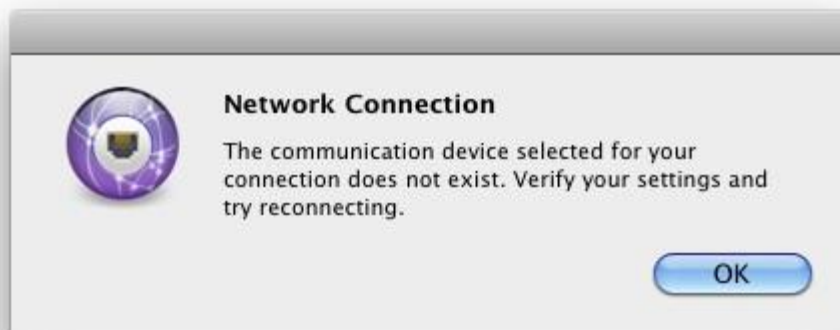 Network Connection
The communication device selected for your
connection does not exist. Verify your settings and
try reconnecting.
OK